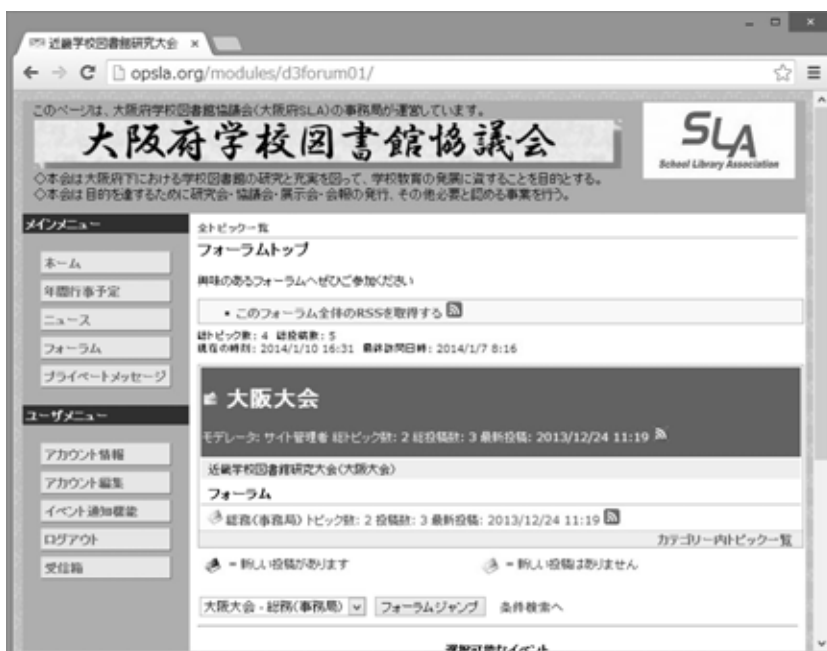 近畿学校図書館研究大会
opsla.org/modules/d3forum01/
このページは、大阪府学校図書館協議会(大阪府SLA)の事務局が運営しています。
大阪府学校図書館協議会
SLA
School Library Association
◇本会は大阪府下における学校図書館の研究と充実を図って、学校教育の発展に資することを目的とする。
◇本会は目的を達するために研究会・協議会・展示会・会報の発行、その他必要と認める事業を行う。
メインメニュー
ホーム
年間行事予定
ニュース
フォーラム
プライベートメッセージ
ユーザメニュー
アカウント情報
アカウント編集
イベント通知機能
ログアウト
受信箱
全トピック一覧
フォーラムトップ
興味のあるフォーラムへぜひご参加ください
• このフォーラム全体のRSSを取得する
総トピック数: 4 総投稿数: 5
現在の時刻: 2014/1/10 16:31 最終訪問日時: 2014/1/7 8:16
大阪大会
モデレータ: サイト管理者 総トピック数: 2 総投稿数: 3 最新投稿: 2013/12/24 11:19
近畿学校図書館研究大会(大阪大会)
フォーラム
総務(事務局) トピック数: 2 投稿数: 3 最新投稿: 2013/12/24 11:19
カテゴリー内トピック一覧
= 新しい投稿があります
= 新しい投稿はありません
大阪大会 - 総務(事務局) フォーラムジャンプ 条件検索へ
選択可能なイベント